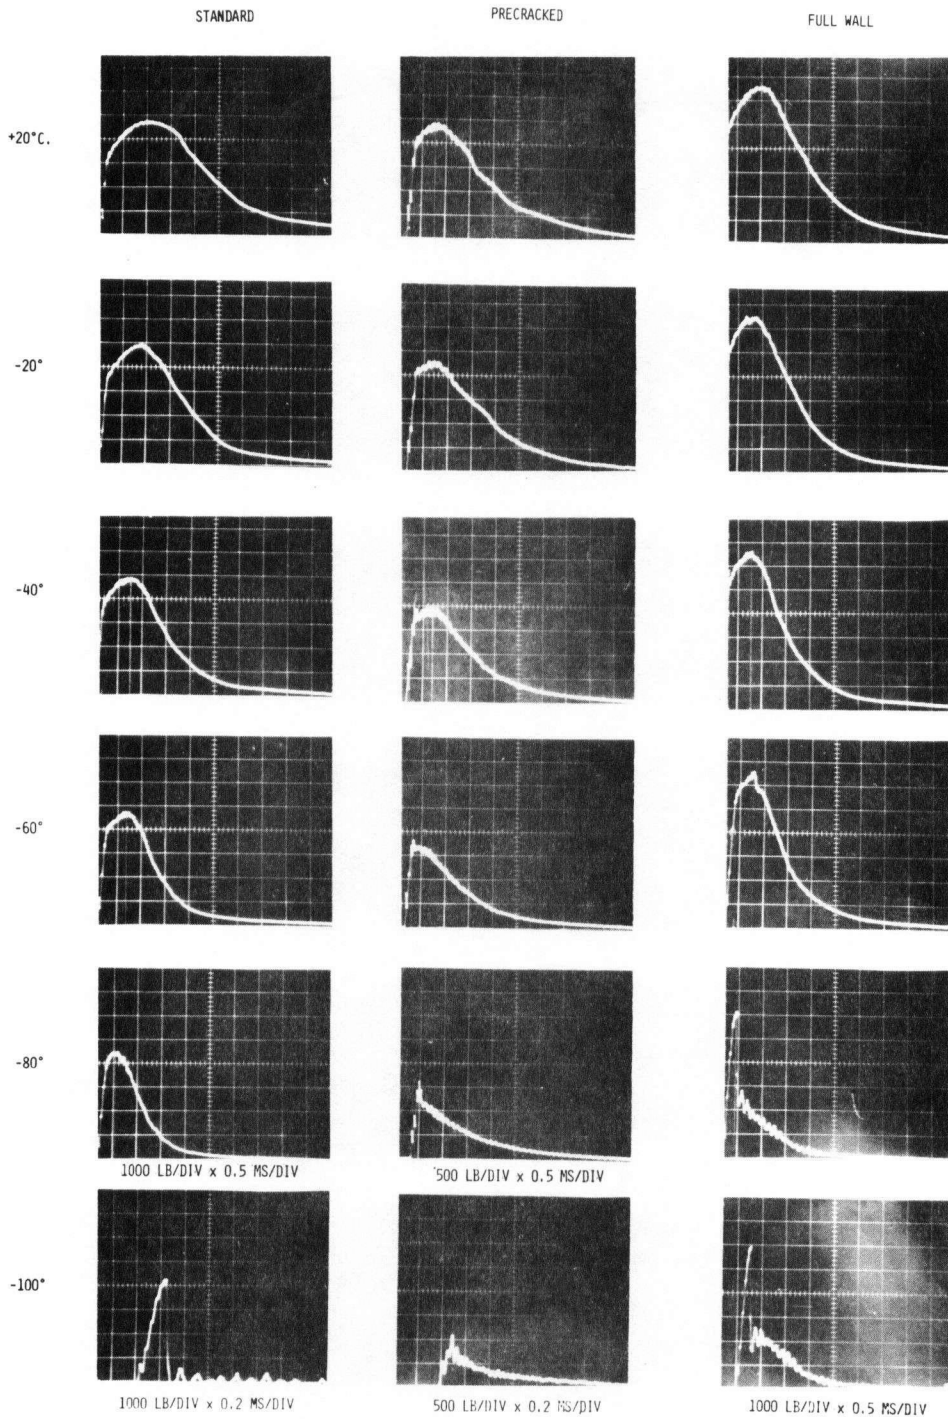 STANDARD PRECRACKED FULL WALL
+20°C.
-20°
-40°
-60°
-80°
1000 LB/DIV x 0.5 MS/DIV 500 LB/DIV x 0.5 MS/DIV
-100°
1000 LB/DIV x 0.2 MS/DIV 500 LB/DIV x 0.2 MS/DIV 1000 LB/DIV x 0.5 MS/DIV